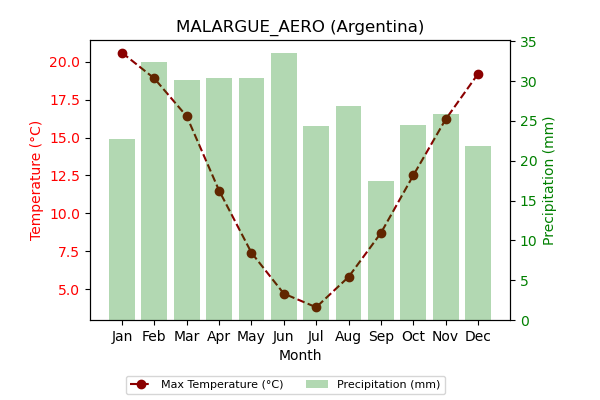 MALARGUE_AERO (Argentina)
20.0
17.5
15.0
12.5
10.0
7.5
5.0
Temperature (°C)
35
30
25
20
15
10
5
0
Precipitation (mm)
Jan Feb Mar Apr May Jun Jul Aug Sep Oct Nov Dec
Month
Max Temperature (°C) Precipitation (mm)